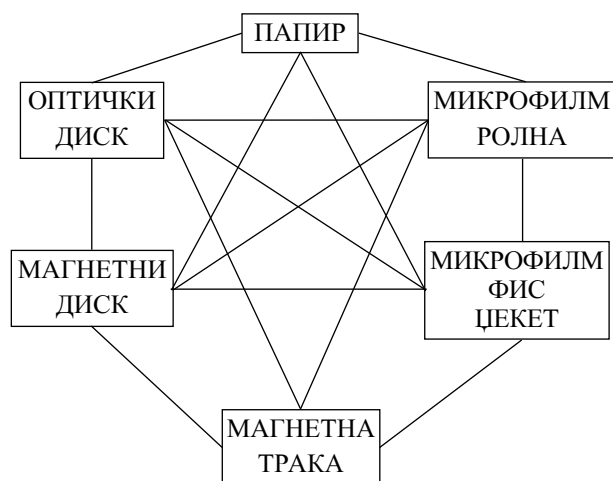 ПАПИР
ОПТИЧКИ
ДИСК
МИКРОФИЛМ
РОЛНА
МАГНЕТНИ
ДИСК
МИКРОФИЛМ
ФИС
ЏЕКЕТ
МАГНЕТНА
ТРАКА